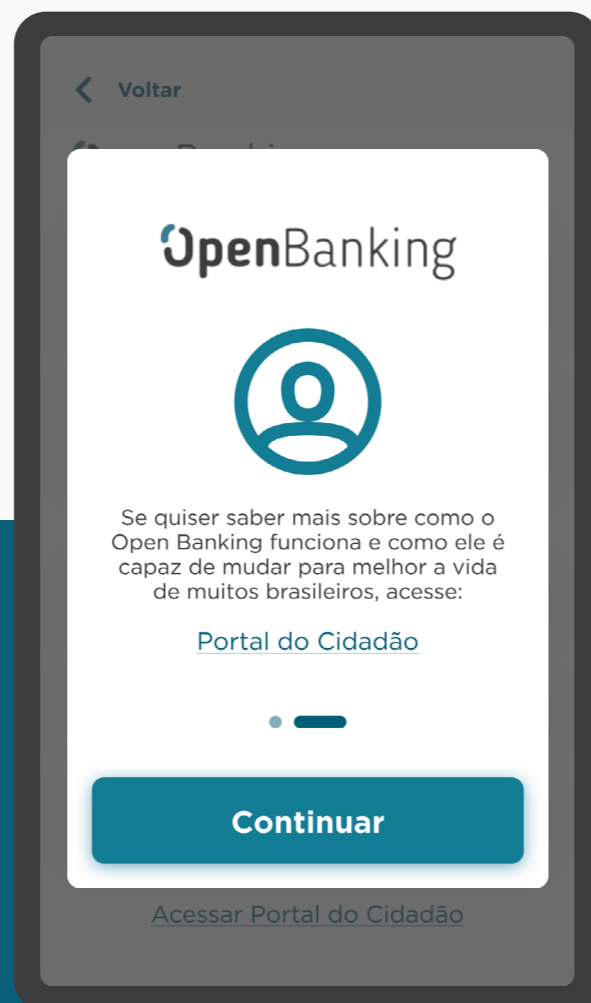 Voltar
OpenBanking
Se quiser saber mais sobre como o
Open Banking funciona e como ele é
capaz de mudar para melhor a vida
de muitos brasileiros, acesse:
Portal do Cidadão
Continuar
Acessar Portal do Cidadão